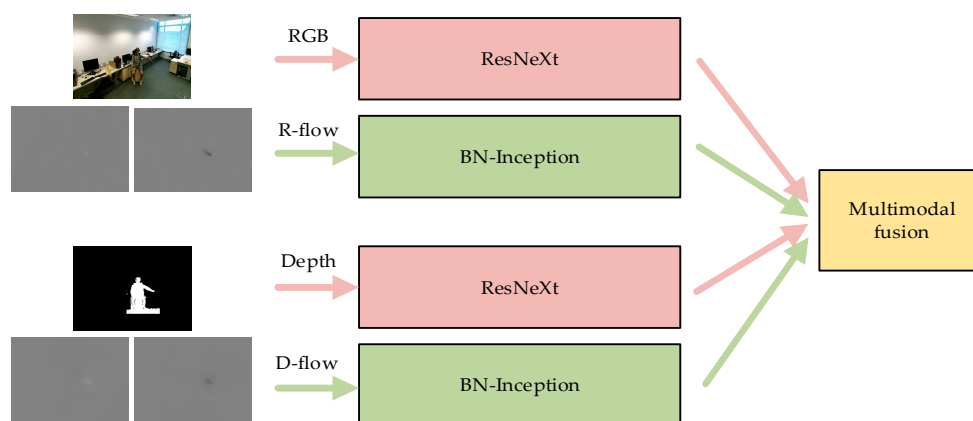 RGB
ResNeXt
R-flow
BN-Inception
Multimodal
fusion
Depth
ResNeXt
D-flow
BN-Inception